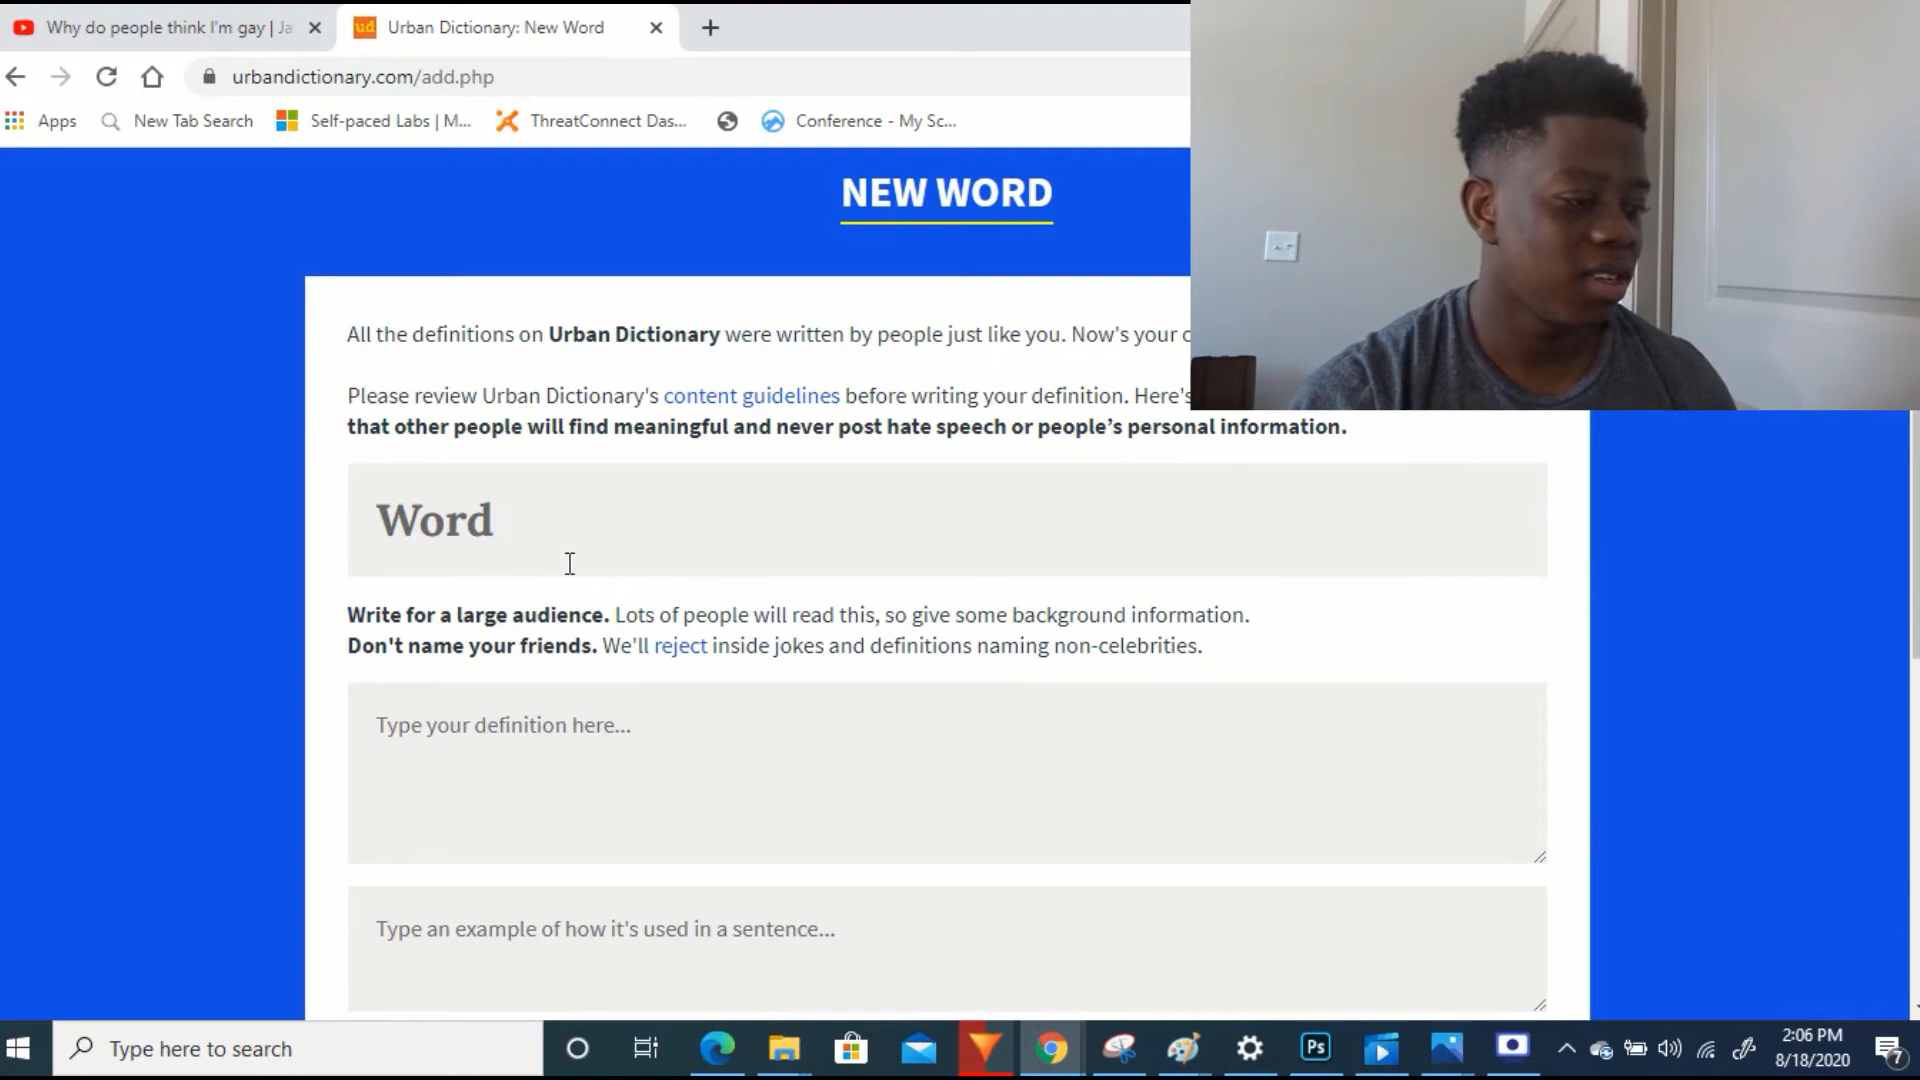 Why do people think I'm gay | Ja
ud Urban Dictionary: New Word
urbandictionary.com/add.php
Apps
New Tab Search
Self-paced Labs | M...
ThreatConnect Das...
Conference - My Sc...
NEW WORD
All the definitions on Urban Dictionary were written by people just like you. Now's your c
Please review Urban Dictionary's content guidelines before writing your definition. Here's
that other people will find meaningful and never post hate speech or people’s personal information.
Word
Write for a large audience. Lots of people will read this, so give some background information.
Don't name your friends. We'll reject inside jokes and definitions naming non-celebrities.
Type your definition here...
Type an example of how it's used in a sentence...
Type here to search
Ps
2:06 PM
8/18/2020
7